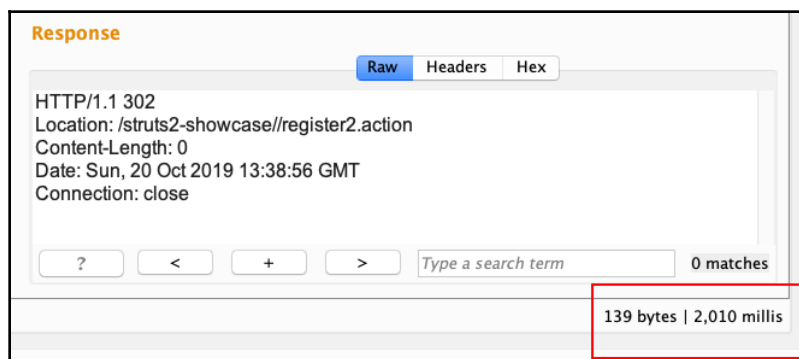 Response
Raw Headers Hex
HTTP/1.1 302
Location: /struts2-showcase//register2.action
Content-Length: 0
Date: Sun, 20 Oct 2019 13:38:56 GMT
Connection: close
? < + > Type a search term 0 matches
139 bytes | 2,010 millis